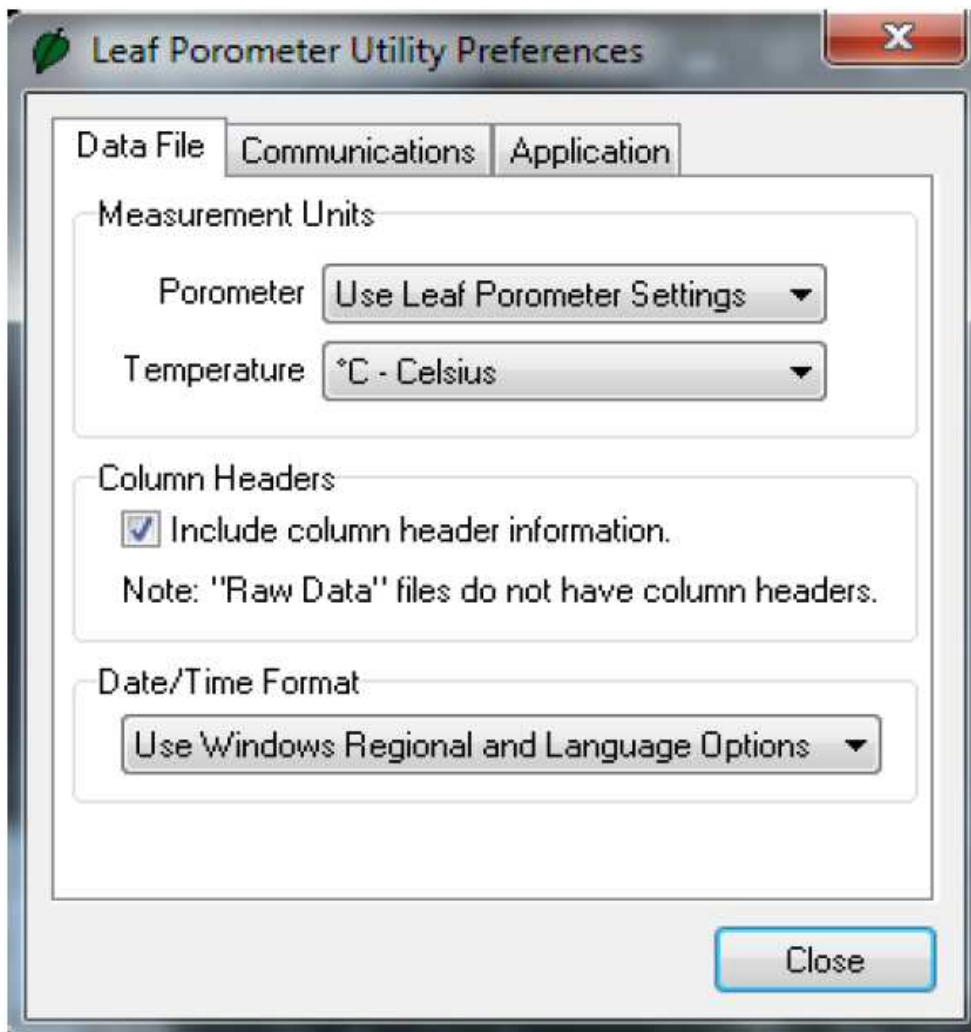 Leaf Porometer Utility Preferences
Data File
Communications
Application
Measurement Units
Porometer
Use Leaf Porometer Settings
Temperature
°C - Celsius
Column Headers
Include column header information.
Note: "Raw Data" files do not have column headers.
Date/Time Format
Use Windows Regional and Language Options
Close